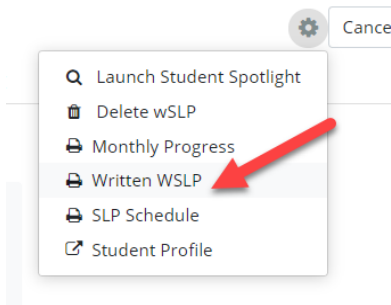 Cance
Launch Student Spotlight
Delete wSLP
Monthly Progress
Written WSLP
SLP Schedule
Student Profile